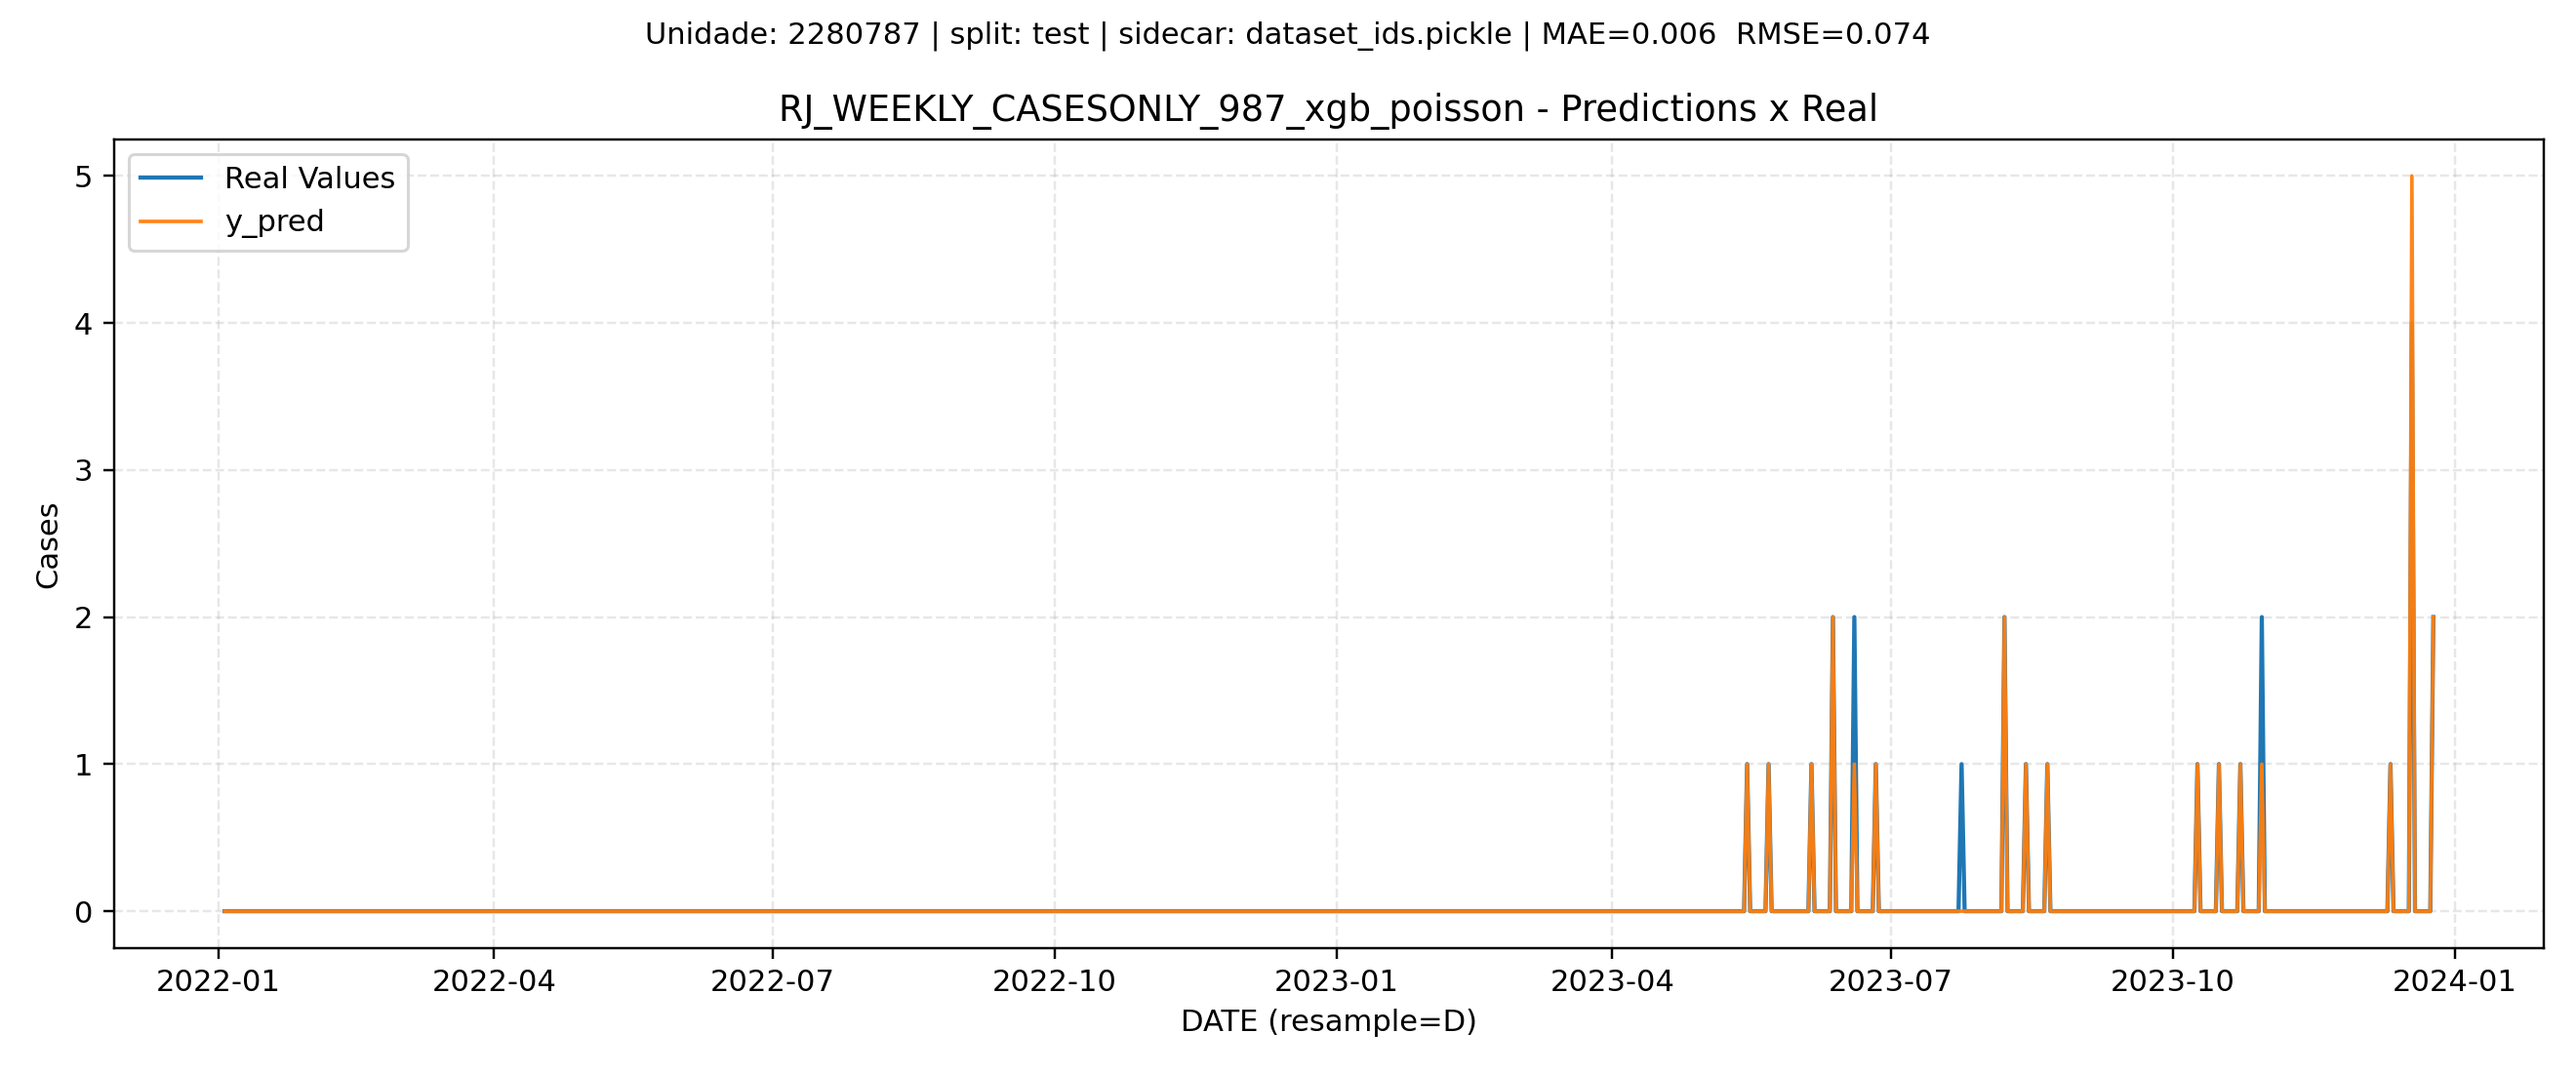 Unidade: 2280787 | split: test | sidecar: dataset_ids.pickle | MAE=0.006  RMSE=0.074
RJ_WEEKLY_CASESONLY_987_xgb_poisson - Predictions x Real
Real Values
y_pred
5
4
3
2
1
0
Cases
2022-01
2022-04
2022-07
2022-10
2023-01
2023-04
2023-07
2023-10
2024-01
DATE (resample=D)